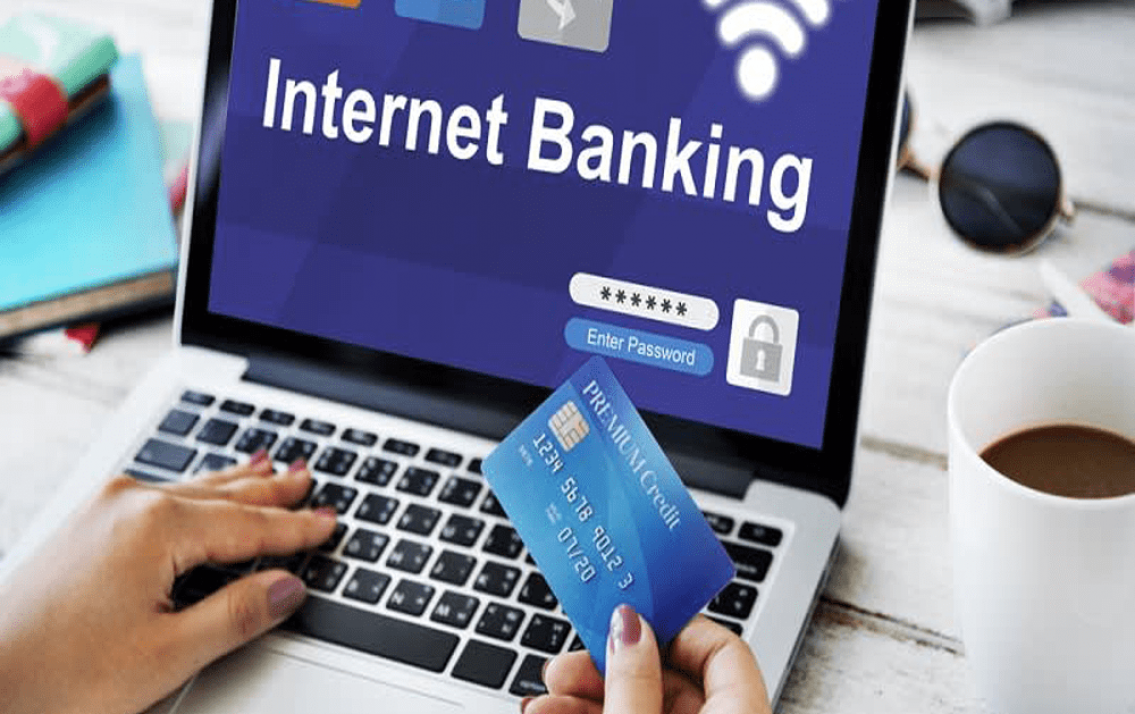 Internet Banking
******
Enter Password
PREMIUM Credit
1234 5678 9012 3
07/20